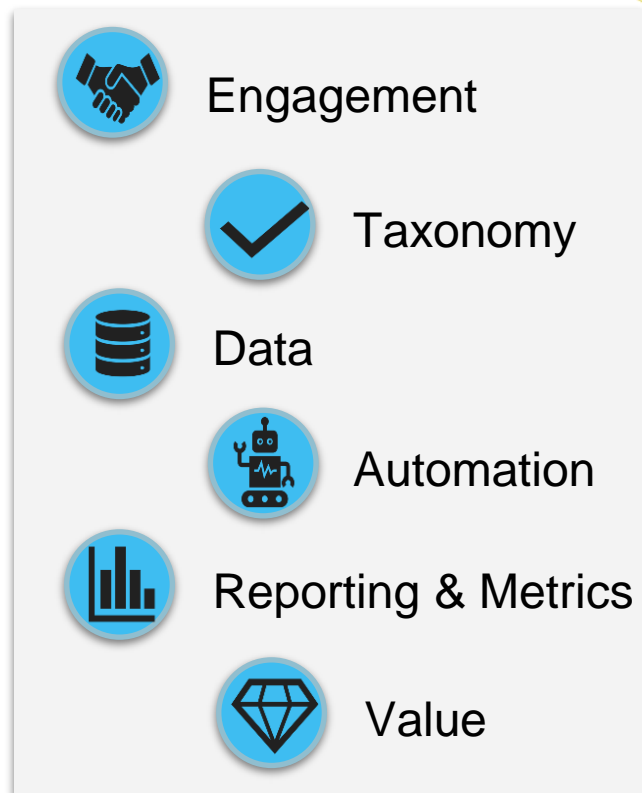 Engagement
Taxonomy
Data
Automation
Reporting & Metrics
Value